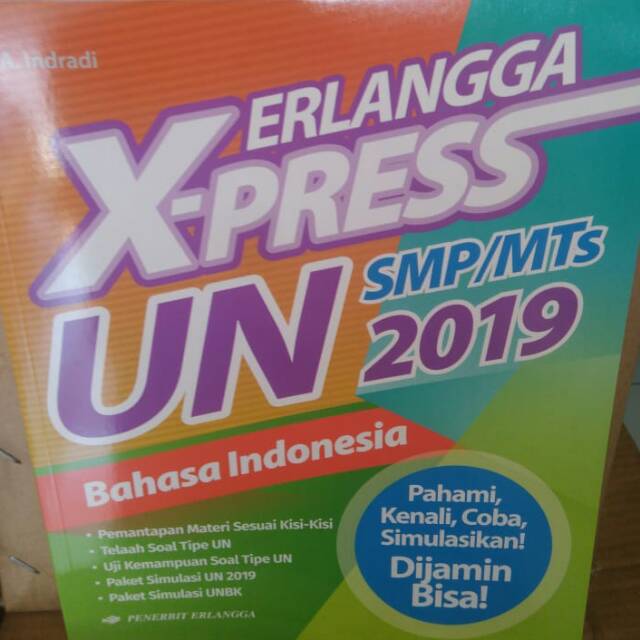 A. Indradi
ERLANGGA
X-PRESS
UN SMP/MTs
2019
Bahasa Indonesia
• Pemantapan Materi Sesuai Kisi-Kisi
• Telaah Soal Tipe UN
• Uji Kemampuan Soal Tipe UN
• Paket Simulasi UN 2019
• Paket Simulasi UNBK
Pahami,
Kenali, Coba,
Simulasikan!
Dijamin
Bisa!
PENERBIT ERLANGGA